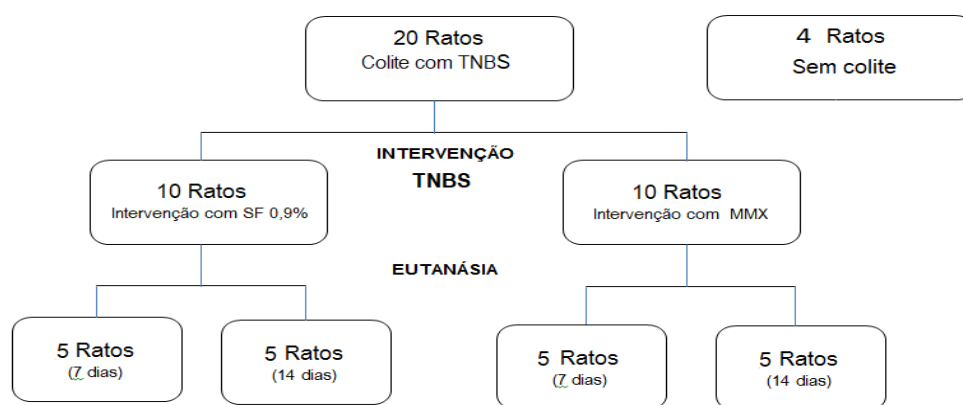 20 Ratos
Colite com TNBS
4 Ratos
Sem colite
INTERVENÇÃO
TNBS
10 Ratos
Intervenção com SF 0,9%
10 Ratos
Intervenção com MMX
EUTANÁSIA
5 Ratos
(7 dias)
5 Ratos
(14 dias)
5 Ratos
(7 dias)
5 Ratos
(14 dias)